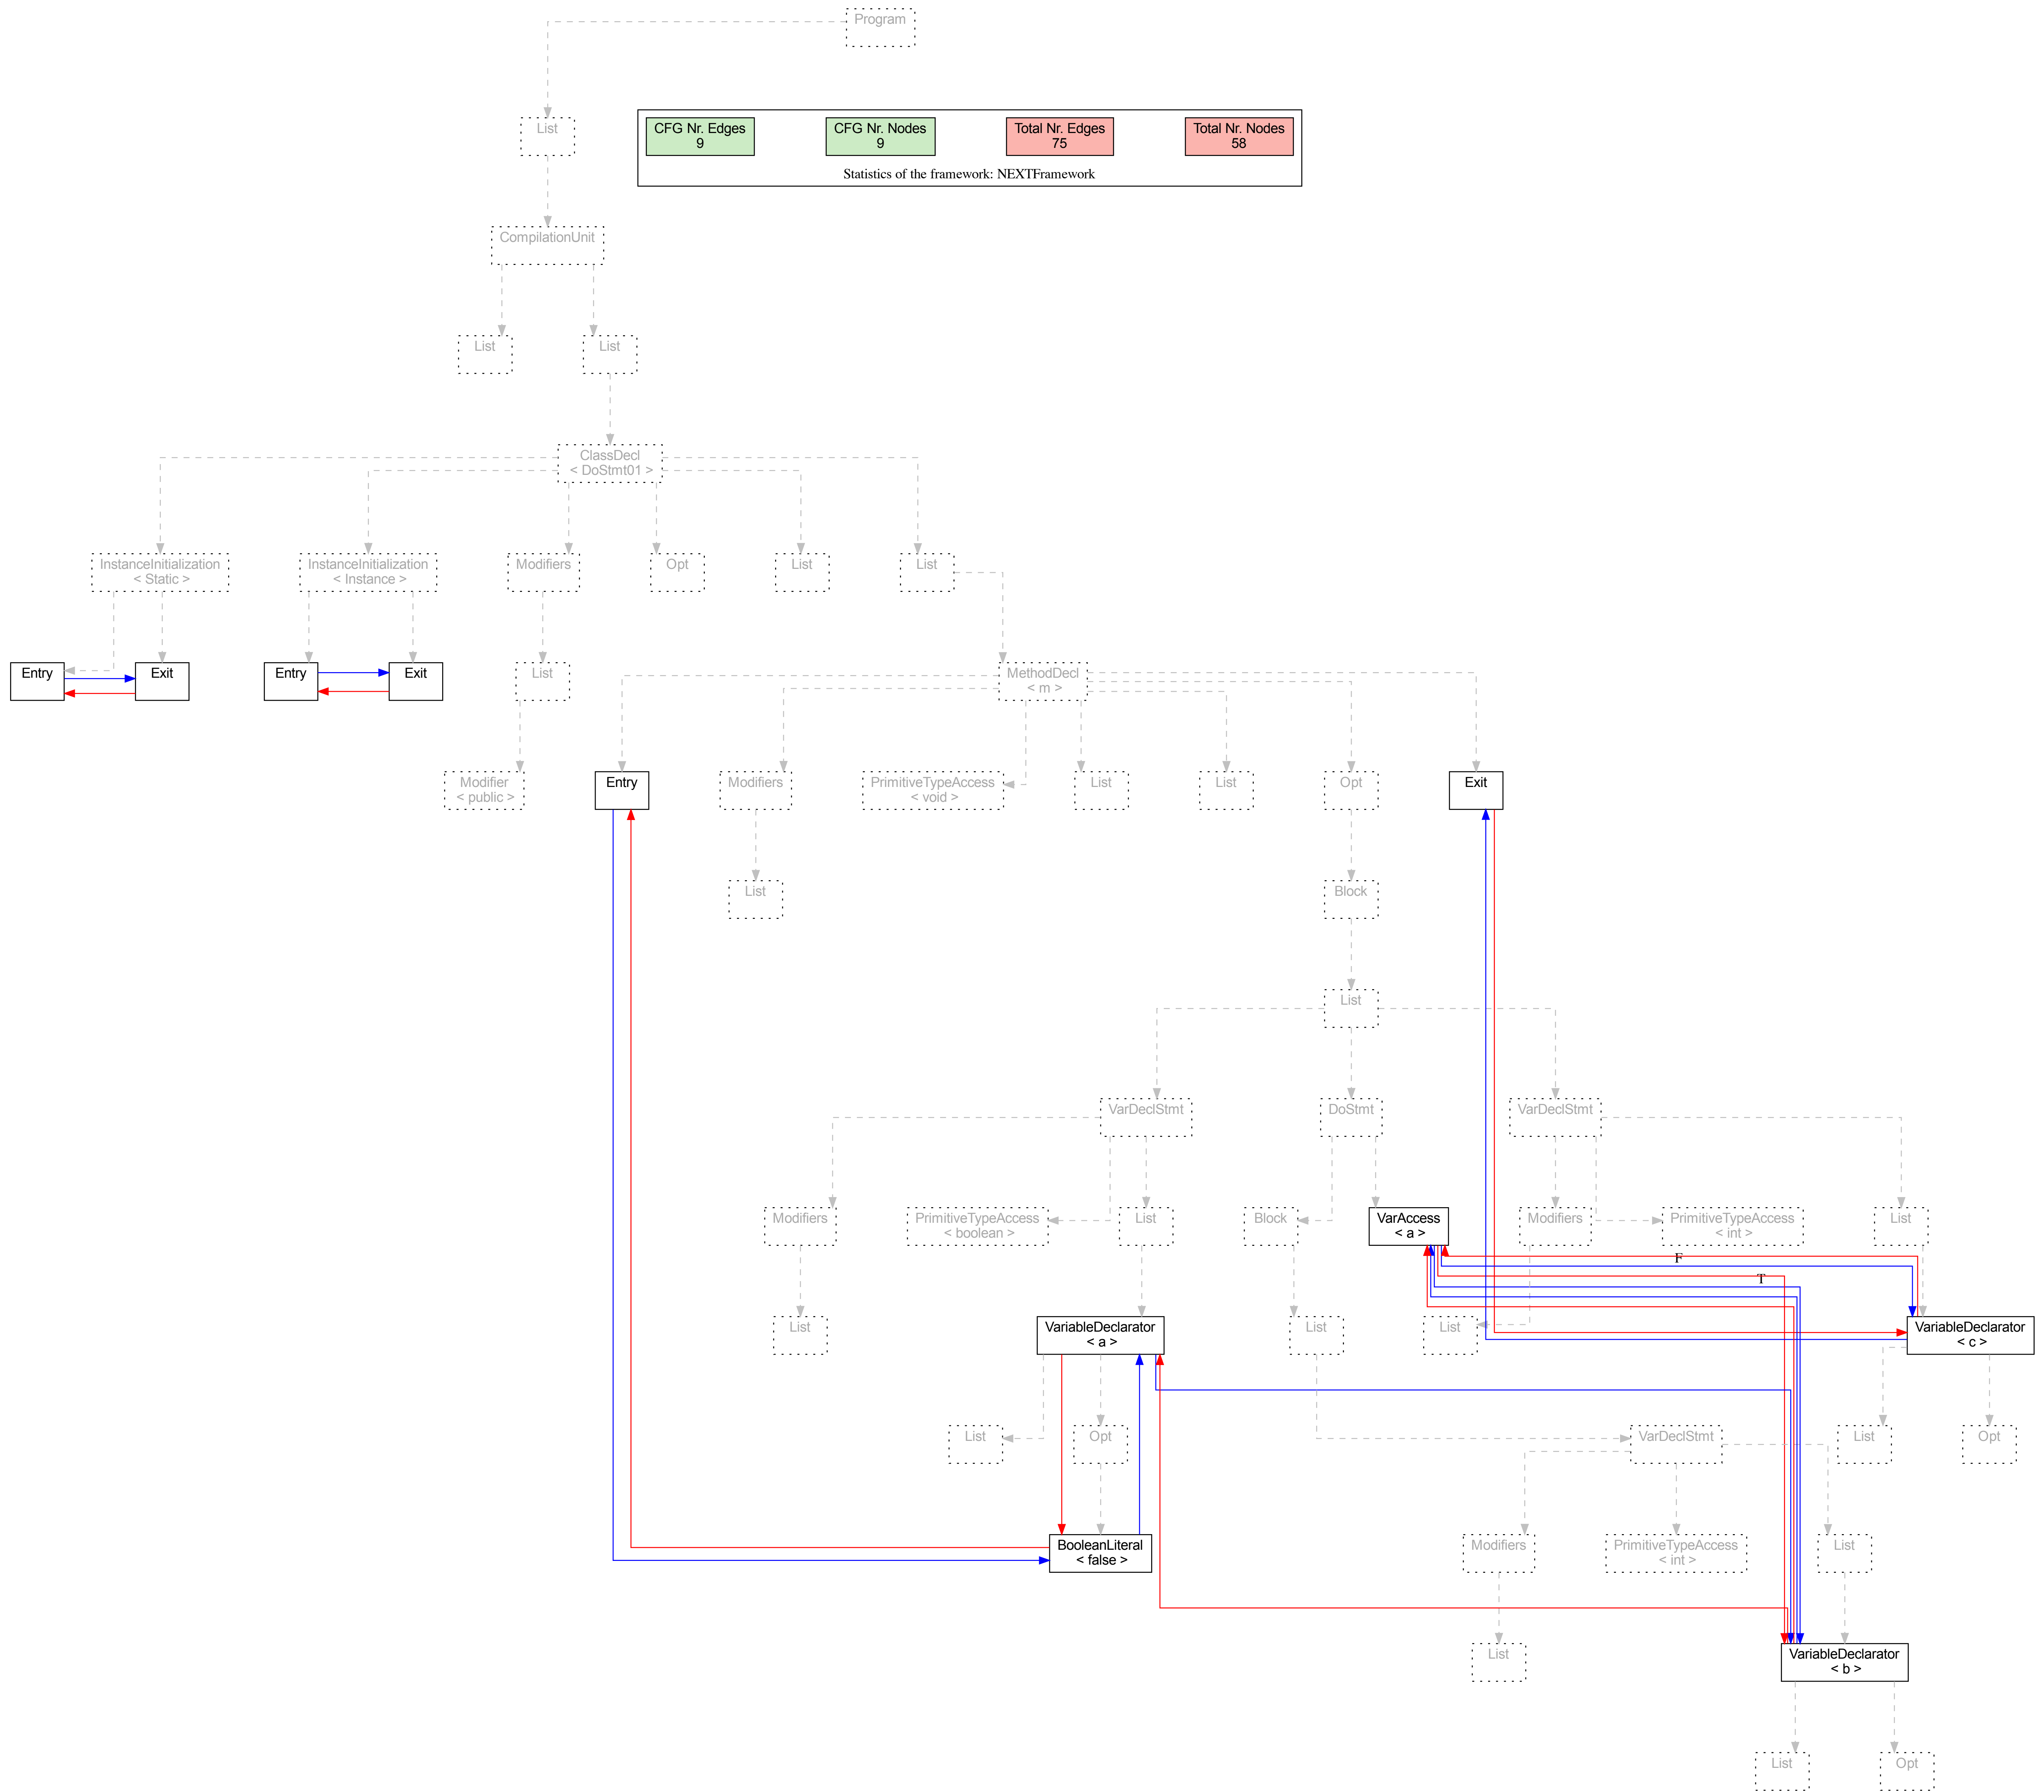 Program
List
CFG Nr. Edges
9
CFG Nr. Nodes
9
Total Nr. Edges
75
Total Nr. Nodes
58
Statistics of the framework: NEXTFramework
CompilationUnit
List
List
ClassDecl
< DoStmt01 >
InstanceInitialization
< Static >
InstanceInitialization
< Instance >
Modifiers
Opt
List
List
Entry
Exit
Entry
Exit
List
MethodDecl
< m >
Modifier
< public >
Entry
Modifiers
PrimitiveTypeAccess
< void >
List
List
Opt
Exit
List
Block
List
VarDeclStmt
DoStmt
VarDeclStmt
Modifiers
PrimitiveTypeAccess
< boolean >
List
Block
VarAccess
< a >
Modifiers
PrimitiveTypeAccess
< int >
List
F
T
List
VariableDeclarator
< a >
List
List
VariableDeclarator
< c >
List
Opt
VarDeclStmt
List
Opt
BooleanLiteral
< false >
Modifiers
PrimitiveTypeAccess
< int >
List
List
VariableDeclarator
< b >
List
Opt